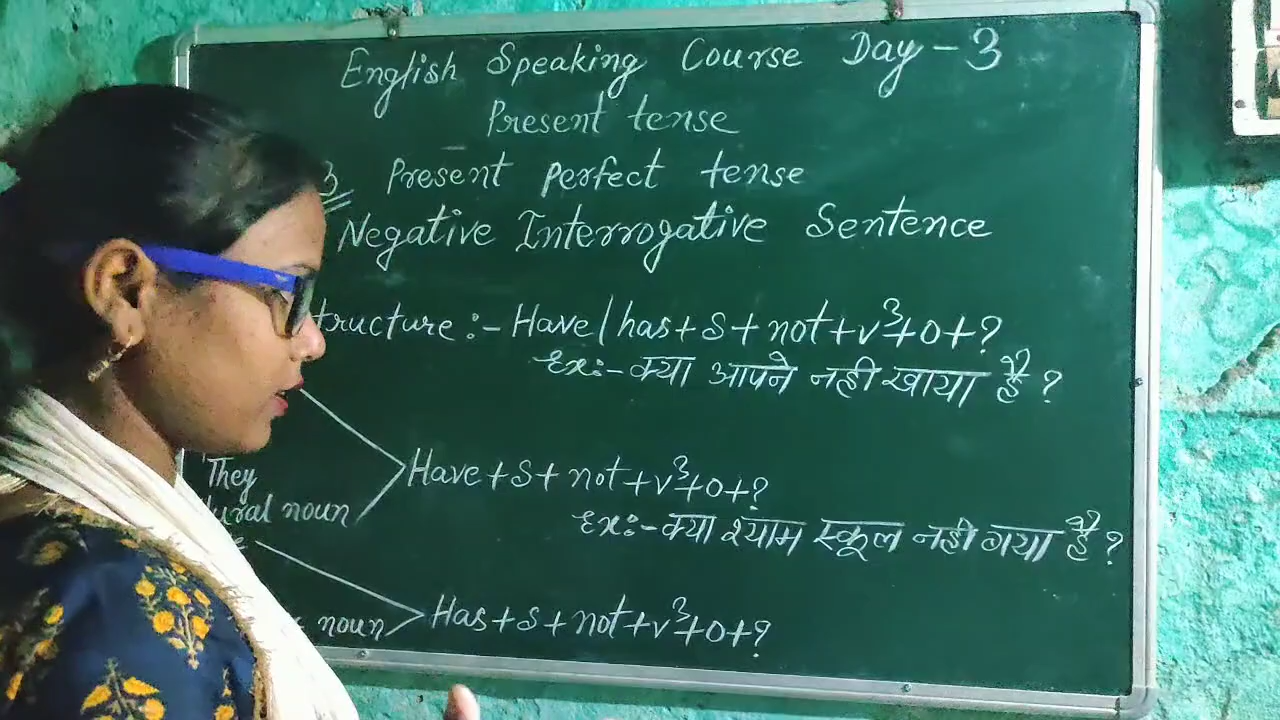 English Speaking Course Day - 3
Present tense
3 Present perfect tense
Negative Interrogative Sentence
tructure :- Have / has + S + not + v³ + o + ?
Ex:- क्या आपने नही खाया है ?
They
ural noun
Have + S + not + v³ + o + ?
Ex:- क्या श्याम स्कूल नही गया है ?
noun
Has + S + not + v³ + o + ?